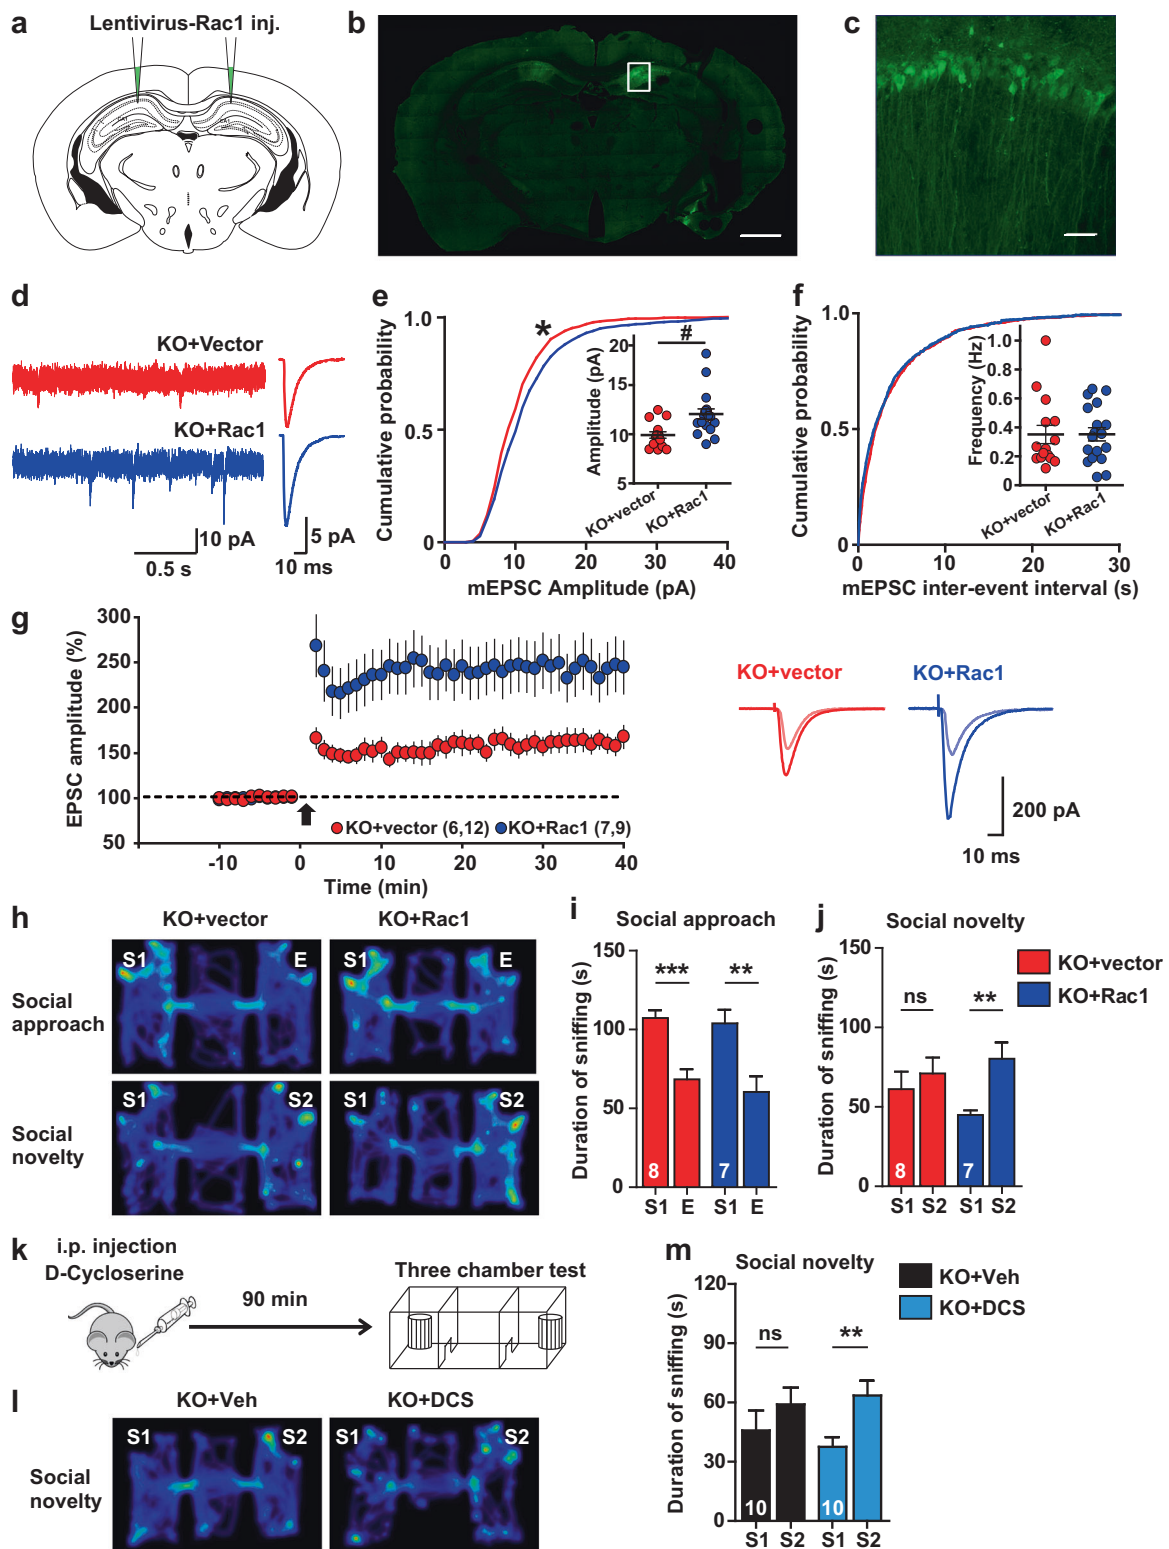 a
Lentivirus-Rac1 inj.
b
c
d
KO+Vector
KO+Rac1
10 pA
0.5 s
5 pA
10 ms
e
Cumulative probability
1.0
0.5
0
*
0 10 20 30 40
mEPSC Amplitude (pA)
Amplitude (pA)
20
15
10
5
#
KO+vector
KO+Rac1
f
Cumulative probability
1.0
0.5
0
0 10 20 30
mEPSC inter-event interval (s)
Frequency (Hz)
1.0
0.8
0.6
0.4
0.2
0
KO+vector
KO+Rac1
g
EPSC amplitude (%)
300
250
200
150
100
50
KO+vector (6,12) KO+Rac1 (7,9)
-10 0 10 20 30 40
Time (min)
KO+vector
KO+Rac1
200 pA
10 ms
h
KO+vector KO+Rac1
Social approach
S1 E
S1 E
Social novelty
S1 S2
S1 S2
i
Social approach
Duration of sniffing (s)
150
100
50
0
*** **
8 7
S1 E S1 E
j
Social novelty
Duration of sniffing (s)
150
100
50
0
ns **
8 7
S1 S2 S1 S2
KO+vector
KO+Rac1
k
i.p. injection
D-Cycloserine
90 min
Three chamber test
l
KO+Veh KO+DCS
Social novelty
S1 S2
S1 S2
m
Social novelty
Duration of sniffing (s)
120
90
60
30
0
ns **
10 10
S1 S2 S1 S2
KO+Veh
KO+DCS